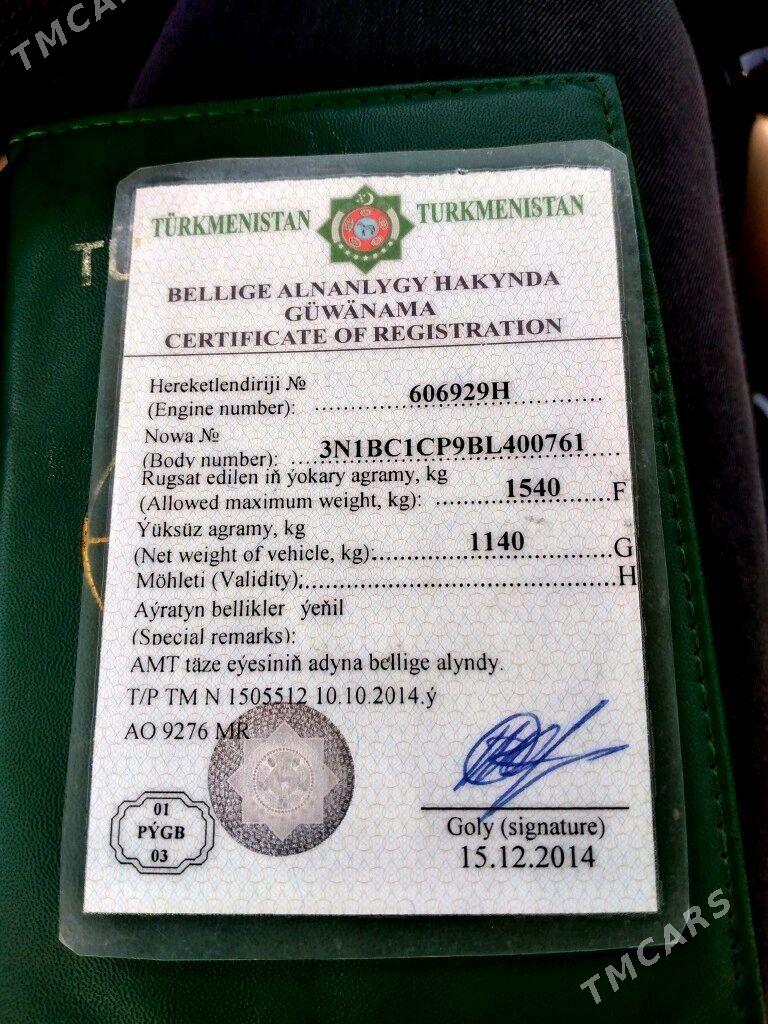 TMCARS
TÜRKMENISTAN TURKMENISTAN
BELLIGE ALNANLYGY HAKYNDA
GÜWÄNAMA
CERTIFICATE OF REGISTRATION
Hereketlendiriji №
(Engine number): 606929H
Nowa №
(Body number): 3N1BC1CP9BL400761
Rugsat edilen iň ýokary agramy, kg
(Allowed maximum weight, kg): 1540 F
Ýüksüz agramy, kg
(Net weight of vehicle, kg): 1140 G
Möhleti (Validity): H
Aýratyn bellikler ýeňil
(Special remarks):
AMT täze eýesiniň adyna bellige alyndy.
T/P TM N 1505512 10.10.2014.ý
AO 9276 MR
01
PÝGB
03
Goly (signature)
15.12.2014
TMCARS